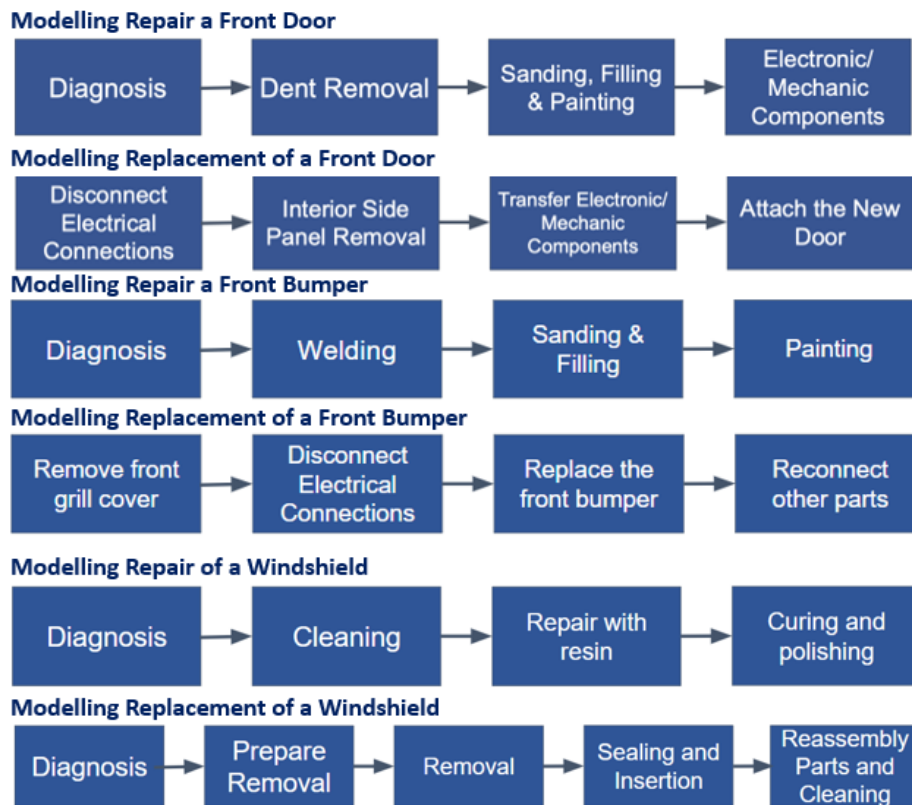 Modelling Repair a Front Door
Diagnosis
Dent Removal
Sanding, Filling
& Painting
Electronic/
Mechanic
Components
Modelling Replacement of a Front Door
Disconnect
Electrical
Connections
Interior Side
Panel Removal
Transfer Electronic/
Mechanic
Components
Attach the New
Door
Modelling Repair a Front Bumper
Diagnosis
Welding
Sanding &
Filling
Painting
Modelling Replacement of a Front Bumper
Remove front
grill cover
Disconnect
Electrical
Connections
Replace the
front bumper
Reconnect
other parts
Modelling Repair of a Windshield
Diagnosis
Cleaning
Repair with
resin
Curing and
polishing
Modelling Replacement of a Windshield
Diagnosis
Prepare
Removal
Removal
Sealing and
Insertion
Reassembly
Parts and
Cleaning